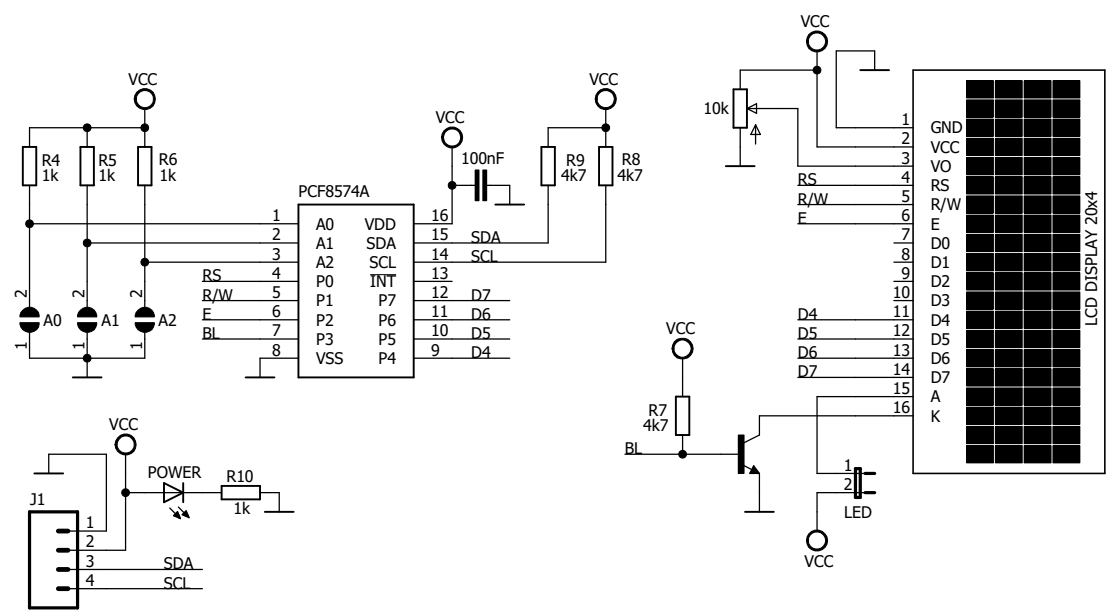 VCC
R4
1k
R5
1k
R6
1k
2
2
2
A0
A1
A2
1
1
1
VCC
100nF
VCC
R9
4k7
R8
4k7
PCF8574A
1 A0 VDD 16
2 A1 SDA 15 SDA
3 A2 SCL 14 SCL
RS 4 P0 INT 13
R/W 5 P1 P7 12 D7
E 6 P2 P6 11 D6
BL 7 P3 P5 10 D5
8 VSS P4 9 D4
VCC
10k
1 GND
2 VCC
3 VO
RS 4 RS
R/W 5 R/W
E 6 E
7 D0
8 D1
9 D2
10 D3
D4 11 D4
D5 12 D5
D6 13 D6
D7 14 D7
15 A
16 K
LCD DISPLAY 20x4
VCC
R7
4k7
BL
1
2
LED
VCC
VCC
POWER
R10
1k
J1
1
2
3 SDA
4 SCL